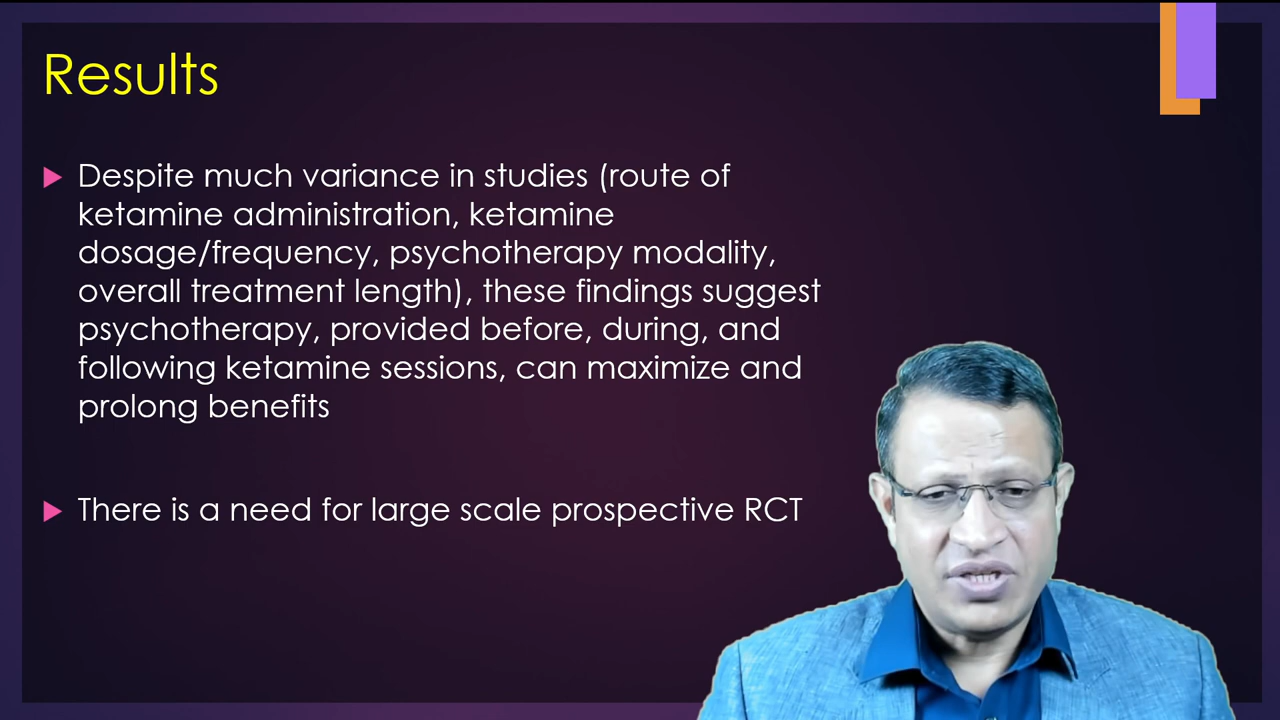 Results
Despite much variance in studies (route of
ketamine administration, ketamine
dosage/frequency, psychotherapy modality,
overall treatment length), these findings suggest
psychotherapy, provided before, during, and
following ketamine sessions, can maximize and
prolong benefits
There is a need for large scale prospective RCT